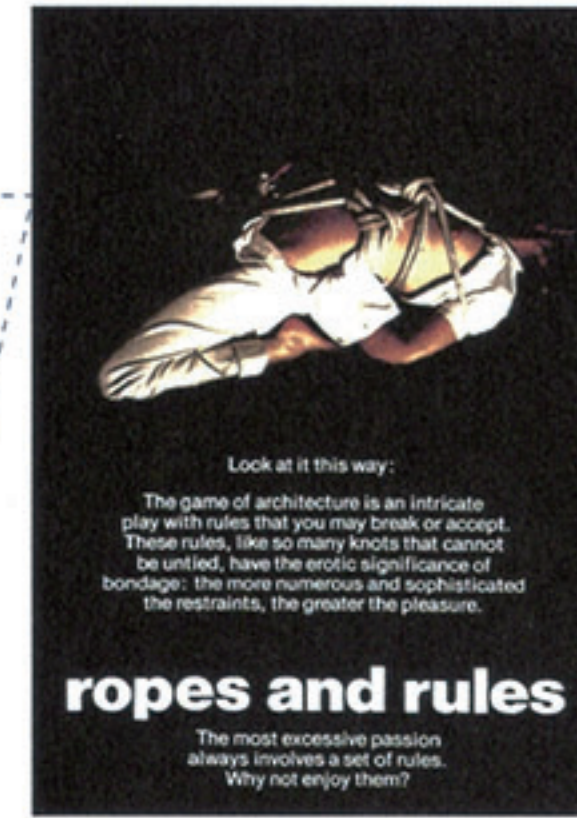 Look at it this way:
The game of architecture is an intricate
play with rules that you may break or accept.
These rules, like so many knots that cannot
be untied, have the erotic significance of
bondage: the more numerous and sophisticated
the restraints, the greater the pleasure.
ropes and rules
The most excessive passion
always involves a set of rules.
Why not enjoy them?